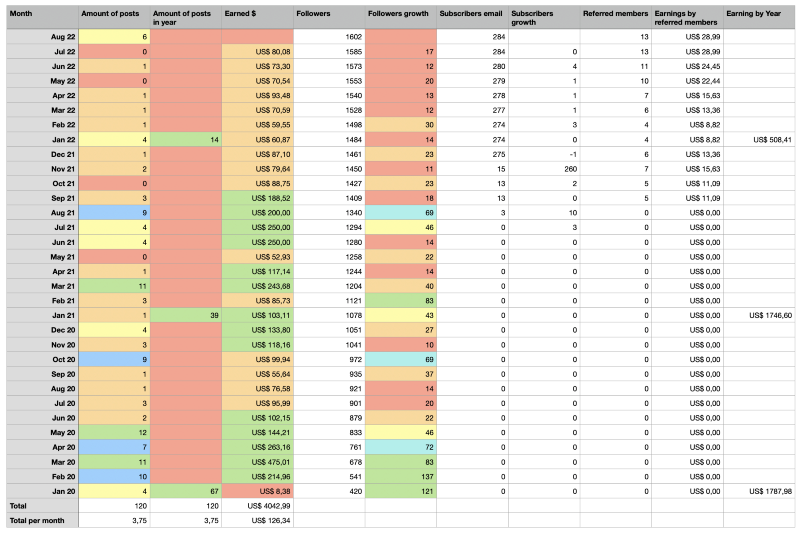 Month Amount of posts Amount of posts in year Earned $ Followers Followers growth Subscribers email Subscribers growth Referred members Earnings by referred members Earning by Year
Aug 22 6 1602 284 13 US$ 28,99
Jul 22 0 US$ 80,08 1585 17 284 0 13 US$ 28,99
Jun 22 1 US$ 73,30 1573 12 280 4 11 US$ 24,45
May 22 0 US$ 70,54 1553 20 279 1 10 US$ 22,44
Apr 22 1 US$ 93,48 1540 13 278 1 7 US$ 15,63
Mar 22 1 US$ 70,59 1528 12 277 1 6 US$ 13,36
Feb 22 1 US$ 59,55 1498 30 274 3 4 US$ 8,82
Jan 22 4 14 US$ 60,87 1484 14 274 0 4 US$ 8,82 US$ 508,41
Dec 21 1 US$ 87,10 1461 23 275 -1 6 US$ 13,36
Nov 21 2 US$ 79,64 1450 11 15 260 7 US$ 15,63
Oct 21 0 US$ 88,75 1427 23 13 2 5 US$ 11,09
Sep 21 3 US$ 188,52 1409 18 13 0 5 US$ 11,09
Aug 21 9 US$ 200,00 1340 69 3 10 0 US$ 0,00
Jul 21 4 US$ 250,00 1294 46 0 3 0 US$ 0,00
Jun 21 4 US$ 250,00 1280 14 0 0 0 US$ 0,00
May 21 0 US$ 52,93 1258 22 0 0 0 US$ 0,00
Apr 21 1 US$ 117,14 1244 14 0 0 0 US$ 0,00
Mar 21 11 US$ 243,68 1204 40 0 0 0 US$ 0,00
Feb 21 3 US$ 85,73 1121 83 0 0 0 US$ 0,00
Jan 21 1 39 US$ 103,11 1078 43 0 0 0 US$ 0,00 US$ 1746,60
Dec 20 4 US$ 133,80 1051 27 0 0 0 US$ 0,00
Nov 20 3 US$ 118,16 1041 10 0 0 0 US$ 0,00
Oct 20 9 US$ 99,94 972 69 0 0 0 US$ 0,00
Sep 20 1 US$ 55,64 935 37 0 0 0 US$ 0,00
Aug 20 1 US$ 76,58 921 14 0 0 0 US$ 0,00
Jul 20 3 US$ 95,99 901 20 0 0 0 US$ 0,00
Jun 20 2 US$ 102,15 879 22 0 0 0 US$ 0,00
May 20 12 US$ 144,21 833 46 0 0 0 US$ 0,00
Apr 20 7 US$ 263,16 761 72 0 0 0 US$ 0,00
Mar 20 11 US$ 475,01 678 83 0 0 0 US$ 0,00
Feb 20 10 US$ 214,96 541 137 0 0 0 US$ 0,00
Jan 20 4 67 US$ 8,38 420 121 0 0 0 US$ 0,00 US$ 1787,98
Total 120 120 US$ 4042,99
Total per month 3,75 3,75 US$ 126,34